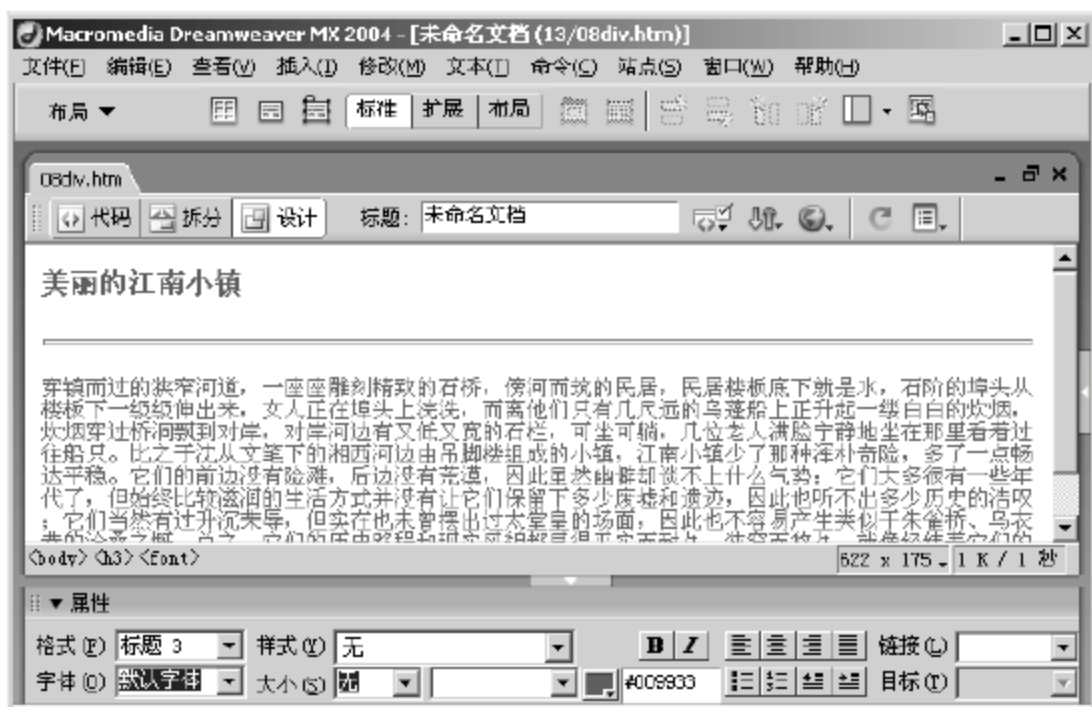 Macromedia Dreamweaver MX 2004 - [未命名文档 (13/08div.htm)]
文件(F) 编辑(E) 查看(V) 插入(I) 修改(M) 文本(T) 命令(C) 站点(S) 窗口(W) 帮助(H)
布局 标准 扩展 布局
08div.htm
代码 拆分 设计 标题: 未命名文档
美丽的江南小镇
穿镇而过的狭窄河道，一座座雕刻精致的石桥，傍河而筑的民居，民居楼板底下就是水，石阶的埠头从
楼板下一级级伸出来，女人正在埠头上浣洗，而离他们只有几尺远的乌篷船上正升起一缕白白的炊烟，
炊烟穿过桥洞飘到对岸，对岸河边有又低又宽的石栏，可坐可躺，几位老人满脸宁静地坐在那里看着过
往船只。比之于沈从文笔下的湘西河边由吊脚楼组成的小镇，江南小镇少了那种浑朴奇险，多了一点畅
达平稳。它们的前边没有险滩，后边没有荒漠，因此虽然幽僻却谈不上什么气势；它们大多很有一些年
代了，但始终比较滋润的生活方式并没有让它们保留下多少废墟和遗迹，因此也听不出多少历史的浩叹
；它们当然有过升沉荣辱，但实在也未曾摆出过太堂皇的场面，因此也不容易产生类似于朱雀桥、乌衣
<body> <h3> <font> 622 x 175 1 K / 1 秒
属性
格式(F) 标题 3 样式(Y) 无 B I 链接(L)
字体(O) 默认字体 大小(S) 无 #009933 目标(T)